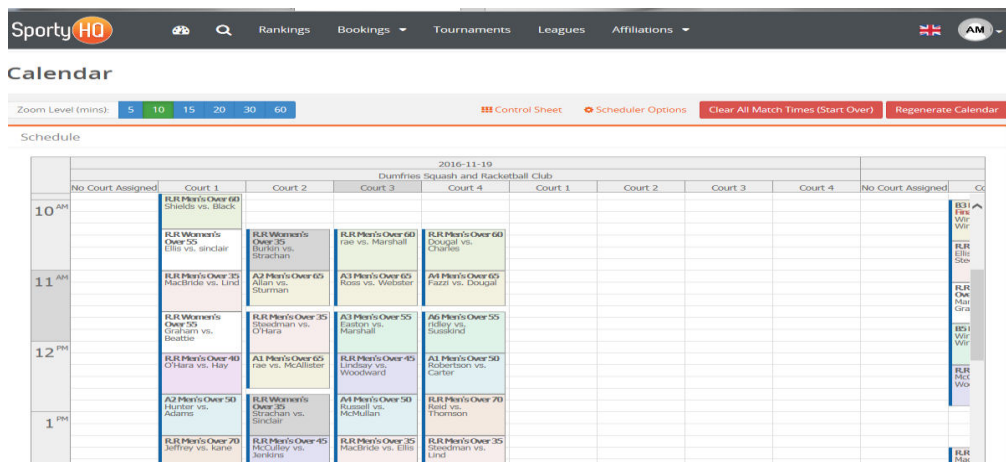 SportyHQ Rankings Bookings Tournaments Leagues Affiliations AM
Calendar
Zoom Level (mins): 5 10 15 20 30 60 Control Sheet Scheduler Options Clear All Match Times (Start Over) Regenerate Calendar
Schedule
2016-11-19
Dumfries Squash and Racketball Club
No Court Assigned Court 1 Court 2 Court 3 Court 4 Court 1 Court 2 Court 3 Court 4 No Court Assigned
10 AM
R.R Men's Over 60
Shields vs. Black
R.R Women's
Over 55
Ellis vs. sinclair
R.R Women's
Over 35
Burkin vs.
Strachan
R.R Men's Over 60
rae vs. Marshall
R.R Men's Over 60
Dougal vs.
Charles
11 AM
R.R Men's Over 35
MacBride vs. Lind
A2 Men's Over 65
Allan vs.
Sturman
A3 Men's Over 65
Ross vs. Webster
A4 Men's Over 65
Fazzi vs. Dougal
R.R Women's
Over 55
Graham vs.
Beattie
R.R Men's Over 35
Steedman vs.
O'Hara
A3 Men's Over 55
Easton vs.
Marshall
A6 Men's Over 55
ridley vs.
Susskind
12 PM
R.R Men's Over 40
O'Hara vs. Hay
A1 Men's Over 65
rae vs. McAllister
R.R Men's Over 45
Lindsay vs.
Woodward
A1 Men's Over 50
Robertson vs.
Carter
A2 Men's Over 50
Hunter vs.
Adams
R.R Women's
Over 35
Strachan vs.
Sinclair
A4 Men's Over 50
Russell vs.
McMullan
R.R Men's Over 70
Reid vs.
Thomson
1 PM
R.R Men's Over 70
Jeffrey vs. kane
R.R Men's Over 45
McCulley vs.
Jenkins
R.R Men's Over 35
MacBride vs. Ellis
R.R Men's Over 35
Steedman vs.
Lind